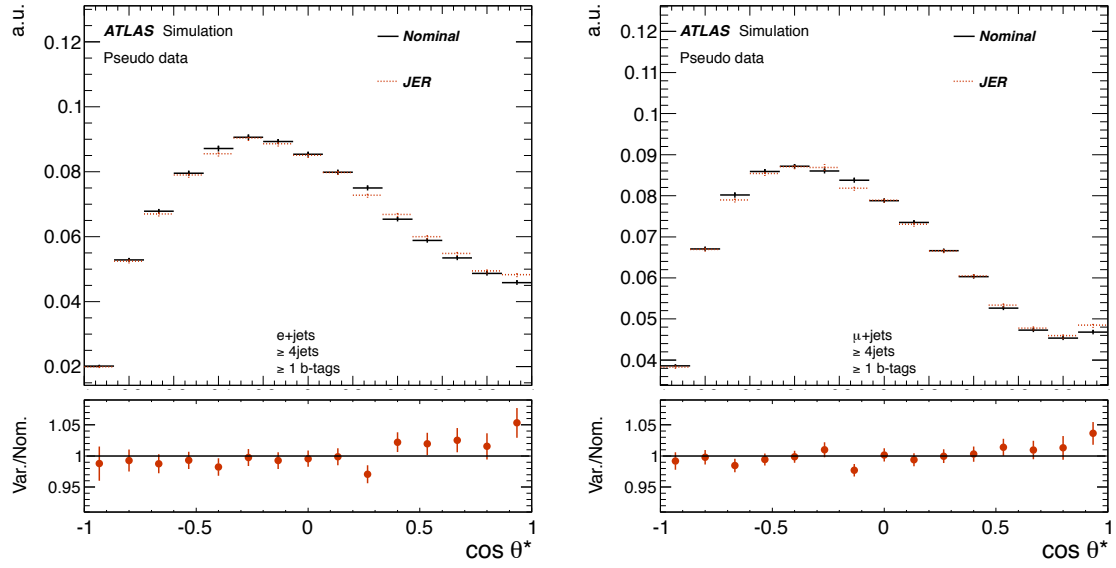 a.u.
0.12
0.1
0.08
0.06
0.04
0.02
ATLAS Simulation
Pseudo data
Nominal
JER
e+jets
≥ 4jets
≥ 1 b-tags
Var./Nom.
1.05
1
0.95
-1
-0.5
0
0.5
1
cos θ*
a.u.
0.12
0.11
0.1
0.09
0.08
0.07
0.06
0.05
0.04
ATLAS Simulation
Pseudo data
Nominal
JER
μ+jets
≥ 4jets
≥ 1 b-tags
Var./Nom.
1.05
1
0.95
-1
-0.5
0
0.5
1
cos θ*